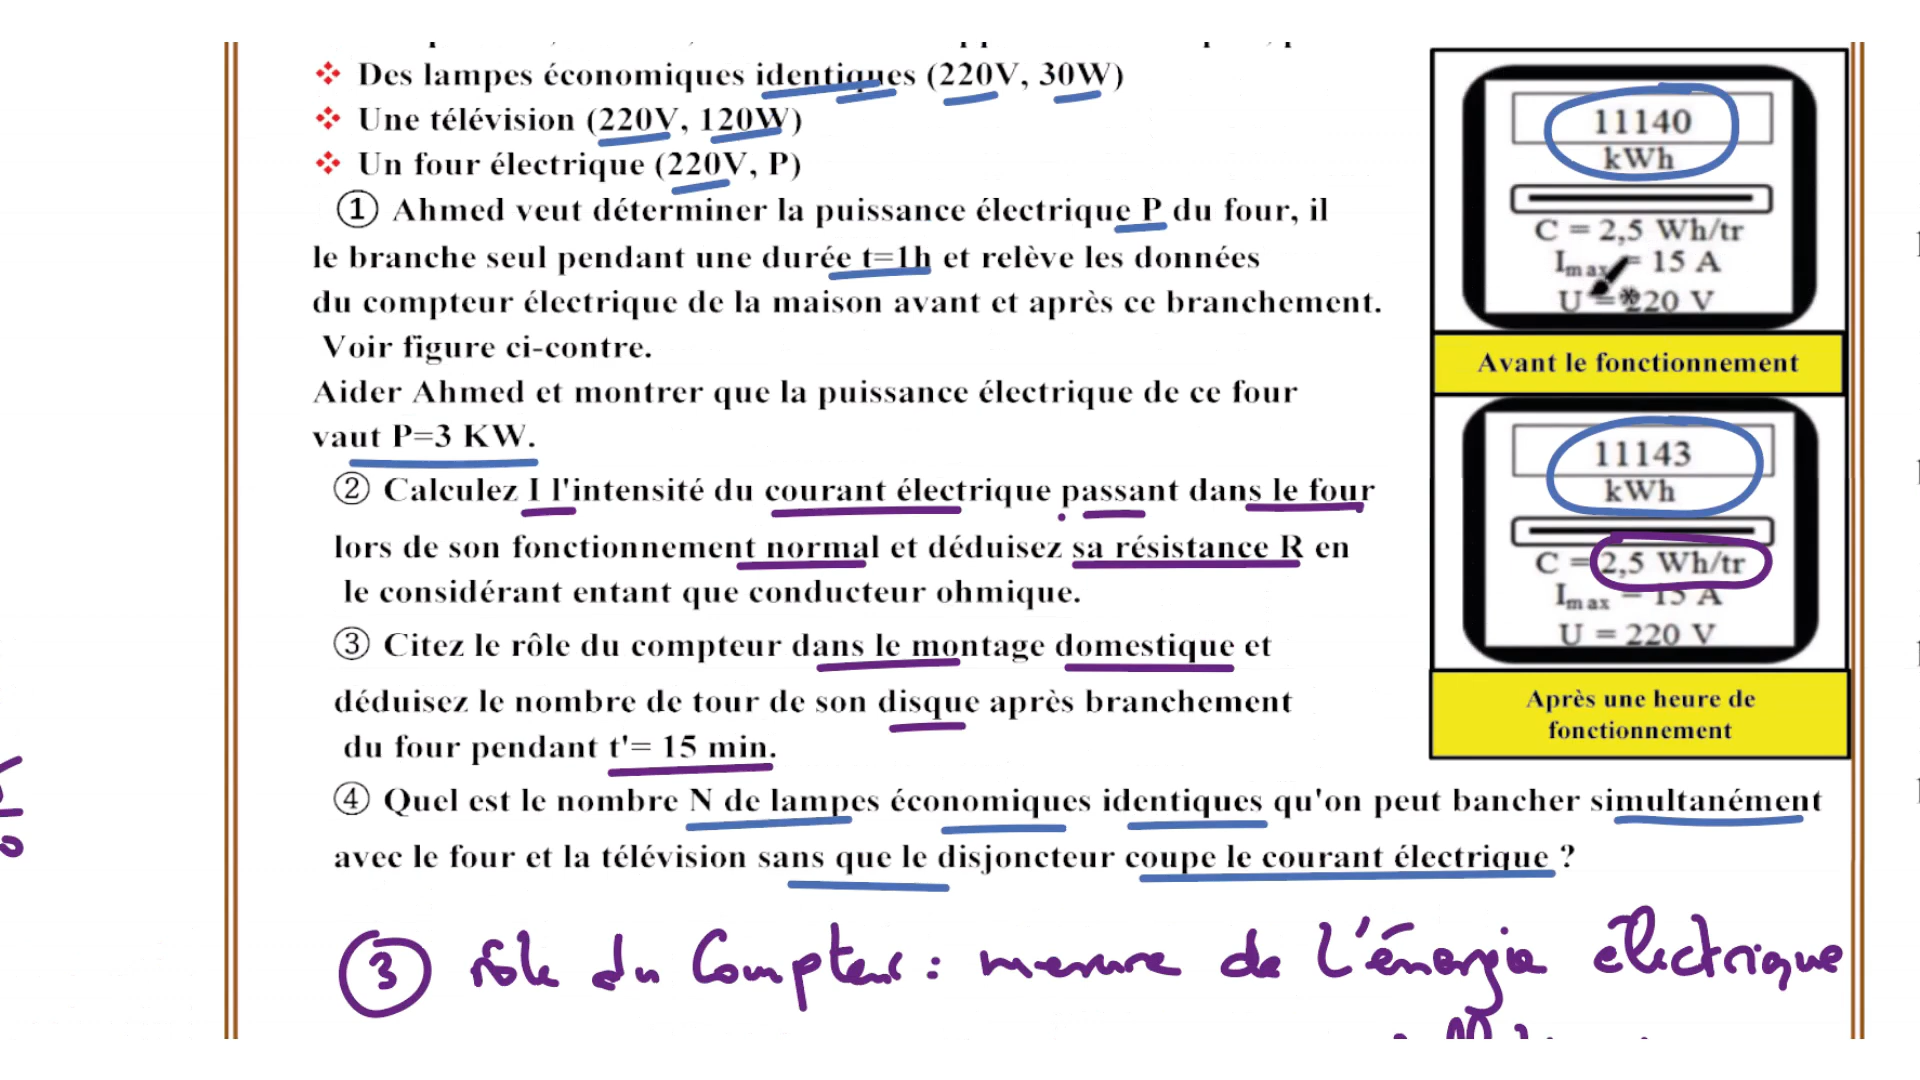 Des lampes économiques identiques (220V, 30W)
Une télévision (220V, 120W)
Un four électrique (220V, P)
① Ahmed veut déterminer la puissance électrique P du four, il
le branche seul pendant une durée t=1h et relève les données
du compteur électrique de la maison avant et après ce branchement.
Voir figure ci-contre.
Aider Ahmed et montrer que la puissance électrique de ce four
vaut P=3 KW.
② Calculez I l'intensité du courant électrique passant dans le four
lors de son fonctionnement normal et déduisez sa résistance R en
le considérant entant que conducteur ohmique.
③ Citez le rôle du compteur dans le montage domestique et
déduisez le nombre de tour de son disque après branchement
du four pendant t'= 15 min.
④ Quel est le nombre N de lampes économiques identiques qu'on peut bancher simultanément
avec le four et la télévision sans que le disjoncteur coupe le courant électrique ?
11140
kWh
C = 2,5 Wh/tr
Imax = 15 A
U = 220 V
Avant le fonctionnement
11143
kWh
C = 2,5 Wh/tr
Imax = 15 A
U = 220 V
Après une heure de
fonctionnement
③ rôle du Compteur : mesure de l'énergie électrique